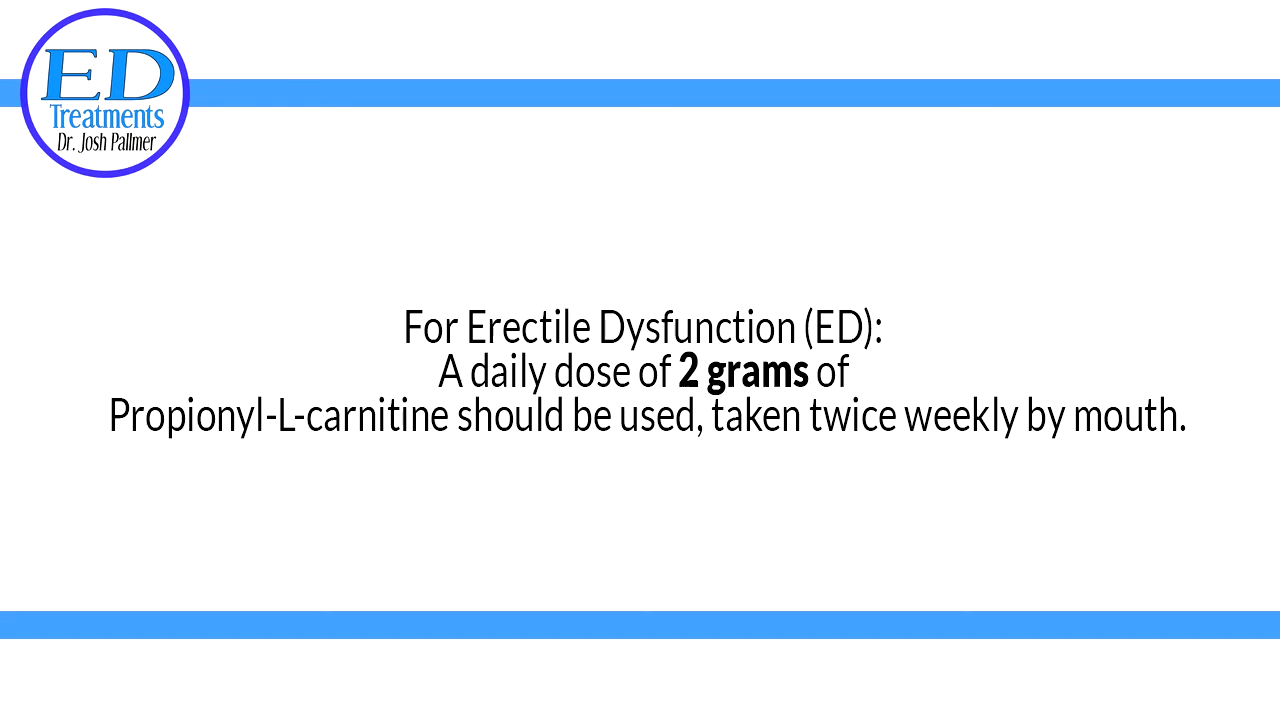 ED
Treatments
Dr. Josh Pallmer
For Erectile Dysfunction (ED):
A daily dose of 2 grams of
Propionyl-L-carnitine should be used, taken twice weekly by mouth.